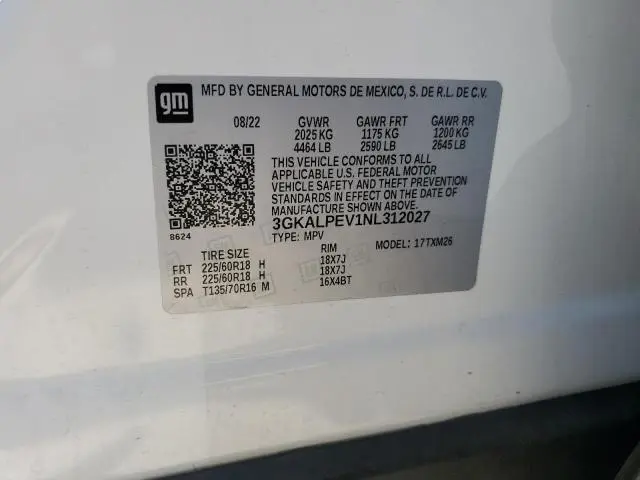 gm
MFD BY GENERAL MOTORS DE MEXICO, S. DE R.L. DE C.V.
08/22 GVWR GAWR FRT GAWR RR
2025 KG 1175 KG 1200 KG
4464 LB 2590 LB 2645 LB
THIS VEHICLE CONFORMS TO ALL
APPLICABLE U.S. FEDERAL MOTOR
VEHICLE SAFETY AND THEFT PREVENTION
STANDARDS IN EFFECT ON THE DATE OF
MANUFACTURE SHOWN ABOVE.
3GKALPEV1NL312027
8624
TYPE: MPV MODEL: 17TXM26
TIRE SIZE RIM
FRT 225/60R18 H 18X7J
RR 225/60R18 H 18X7J
SPA T135/70R16 M 16X4BT